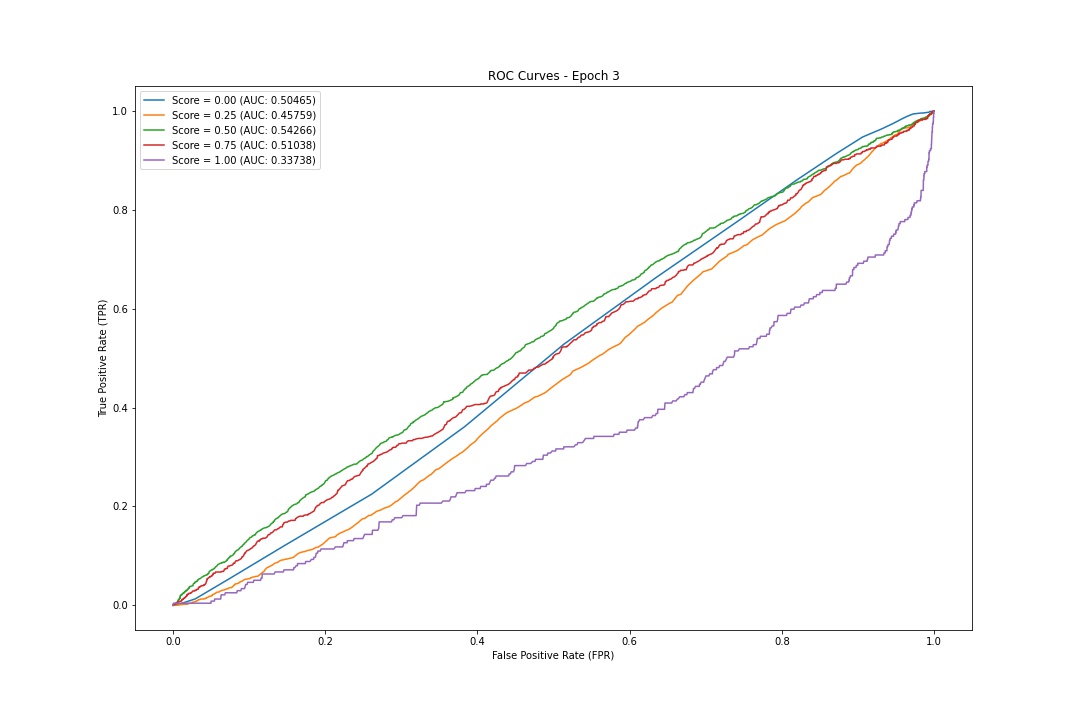 ROC Curves - Epoch 3
Score = 0.00 (AUC: 0.50465)
Score = 0.25 (AUC: 0.45759)
Score = 0.50 (AUC: 0.54266)
Score = 0.75 (AUC: 0.51038)
Score = 1.00 (AUC: 0.33738)
True Positive Rate (TPR)
1.0
0.8
0.6
0.4
0.2
0.0
0.0 0.2 0.4 0.6 0.8 1.0
False Positive Rate (FPR)